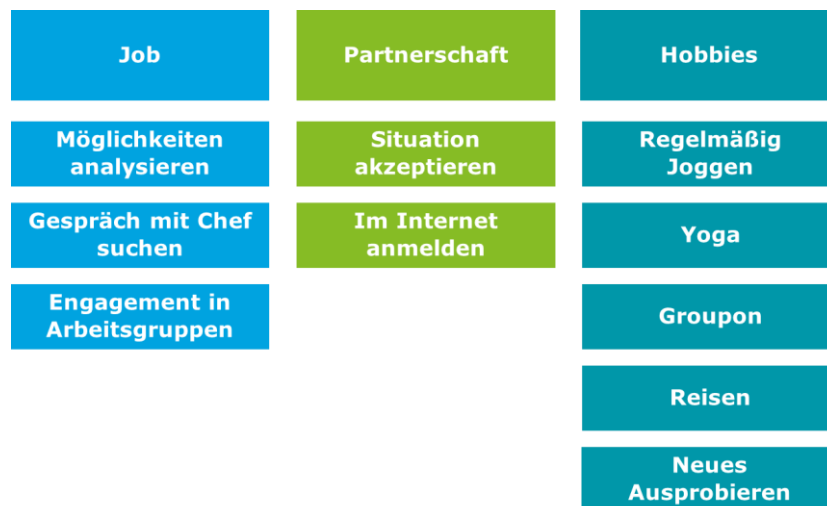 Job
Möglichkeiten
analysieren
Gespräch mit Chef
suchen
Engagement in
Arbeitsgruppen
Partnerschaft
Situation
akzeptieren
Im Internet
anmelden
Hobbies
Regelmäßig
Joggen
Yoga
Groupon
Reisen
Neues
Ausprobieren